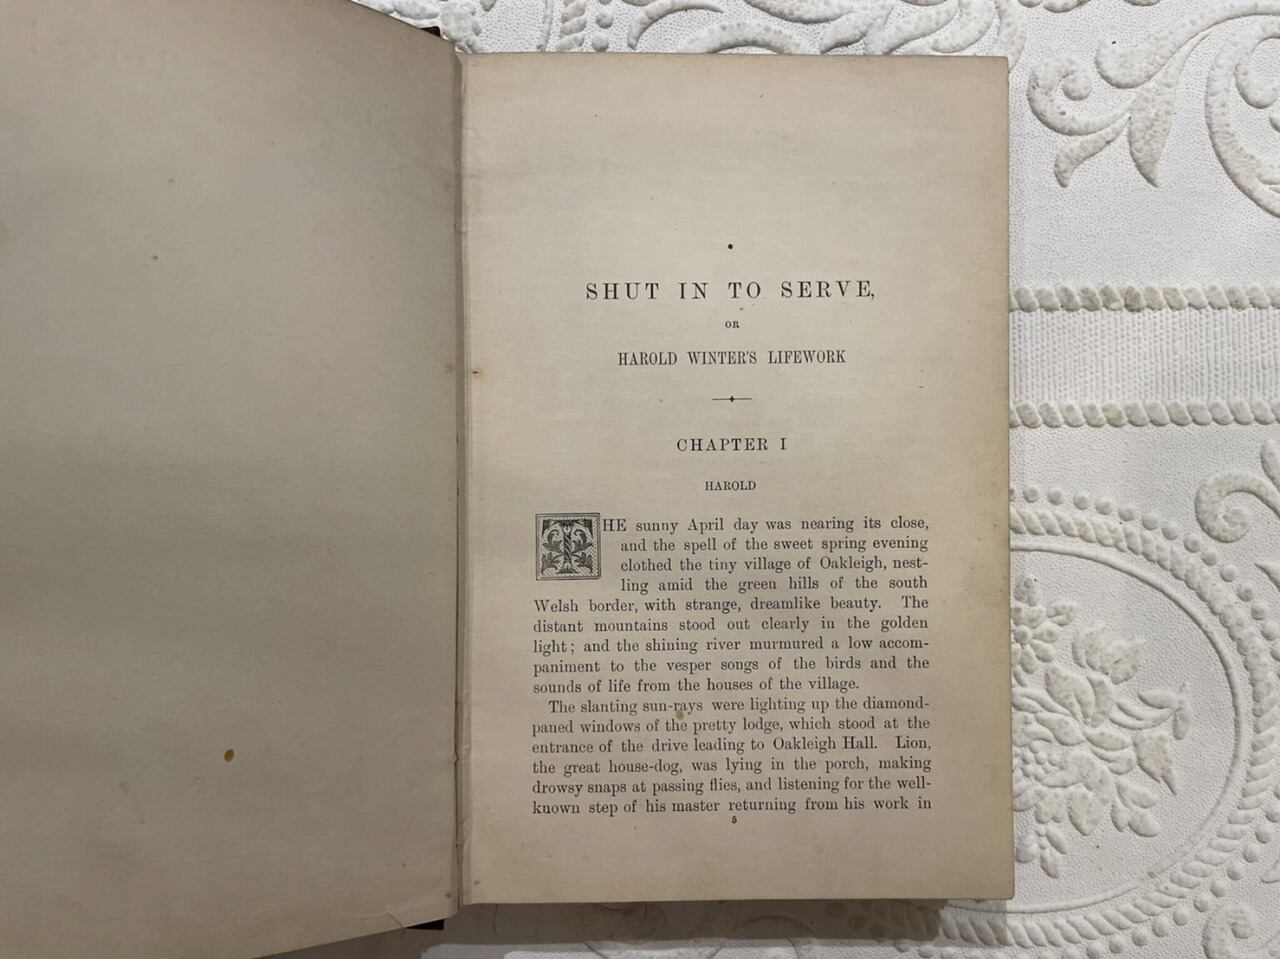 SHUT IN TO SERVE,
OR
HAROLD WINTER'S LIFEWORK
CHAPTER I
HAROLD
THE sunny April day was nearing its close,
and the spell of the sweet spring evening
clothed the tiny village of Oakleigh, nest-
ling amid the green hills of the south
Welsh border, with strange, dreamlike beauty. The
distant mountains stood out clearly in the golden
light; and the shining river murmured a low accom-
paniment to the vesper songs of the birds and the
sounds of life from the houses of the village.
The slanting sun-rays were lighting up the diamond-
paned windows of the pretty lodge, which stood at the
entrance of the drive leading to Oakleigh Hall. Lion,
the great house-dog, was lying in the porch, making
drowsy snaps at passing flies, and listening for the well-
known step of his master returning from his work in
5